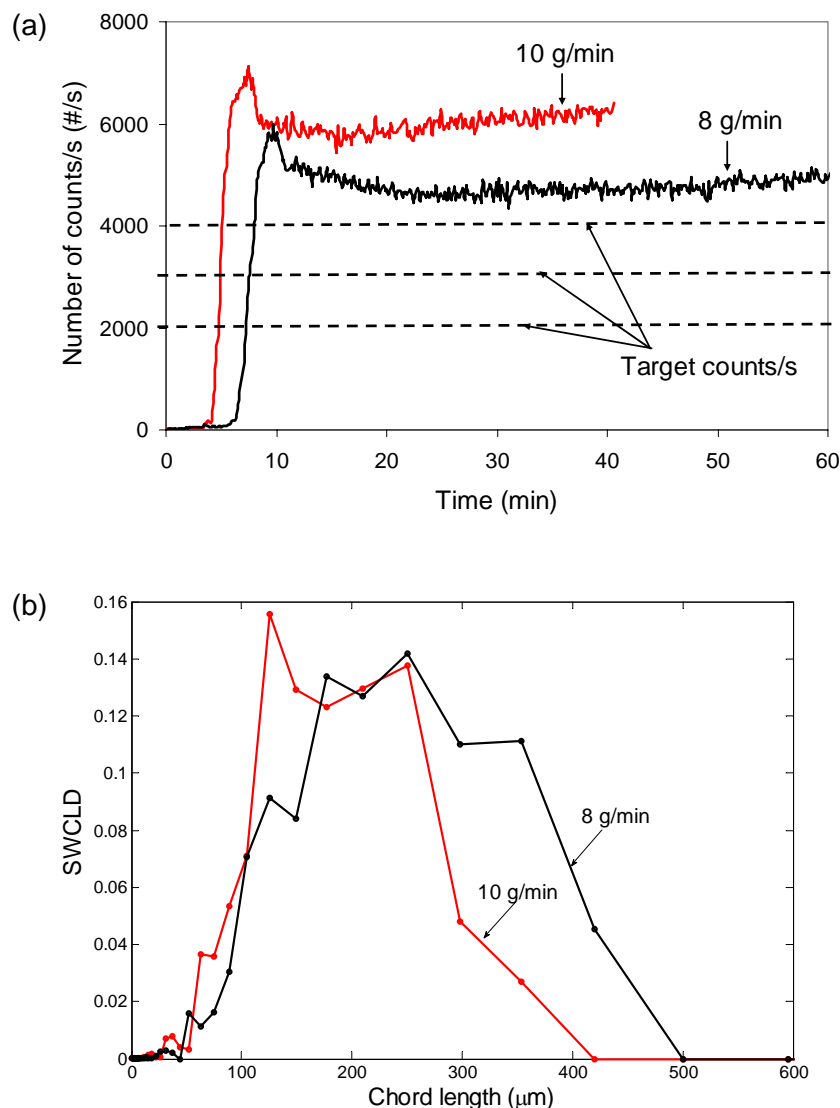 (a)
8000
6000
4000
2000
0
Number of counts/s (#/s)
10 g/min
8 g/min
Target counts/s
0 10 20 30 40 50 60
Time (min)
(b)
0.16
0.14
0.12
0.1
0.08
0.06
0.04
0.02
0
SWCLD
8 g/min
10 g/min
0 100 200 300 400 500 600
Chord length (μm)